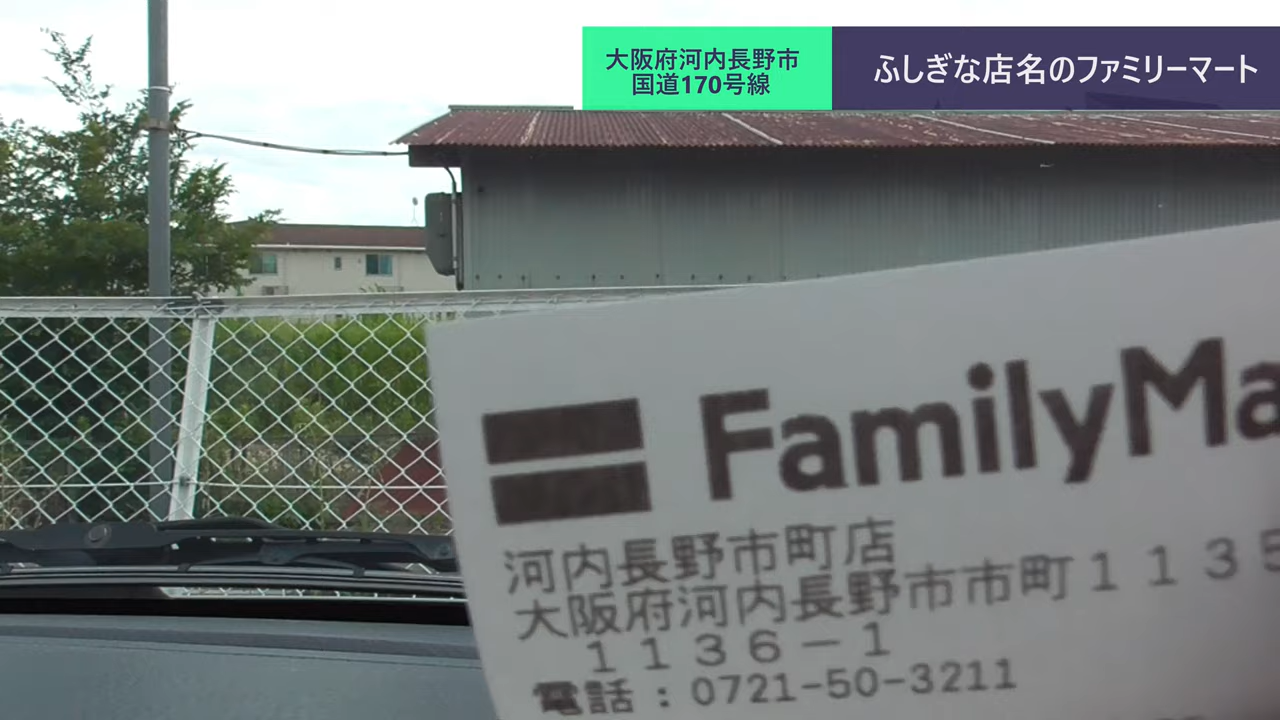 大阪府河内長野市
国道170号線
ふしぎな店名のファミリーマート
FamilyMa
河内長野市町店
大阪府河内長野市市町1135
1136－1
電話：0721-50-3211